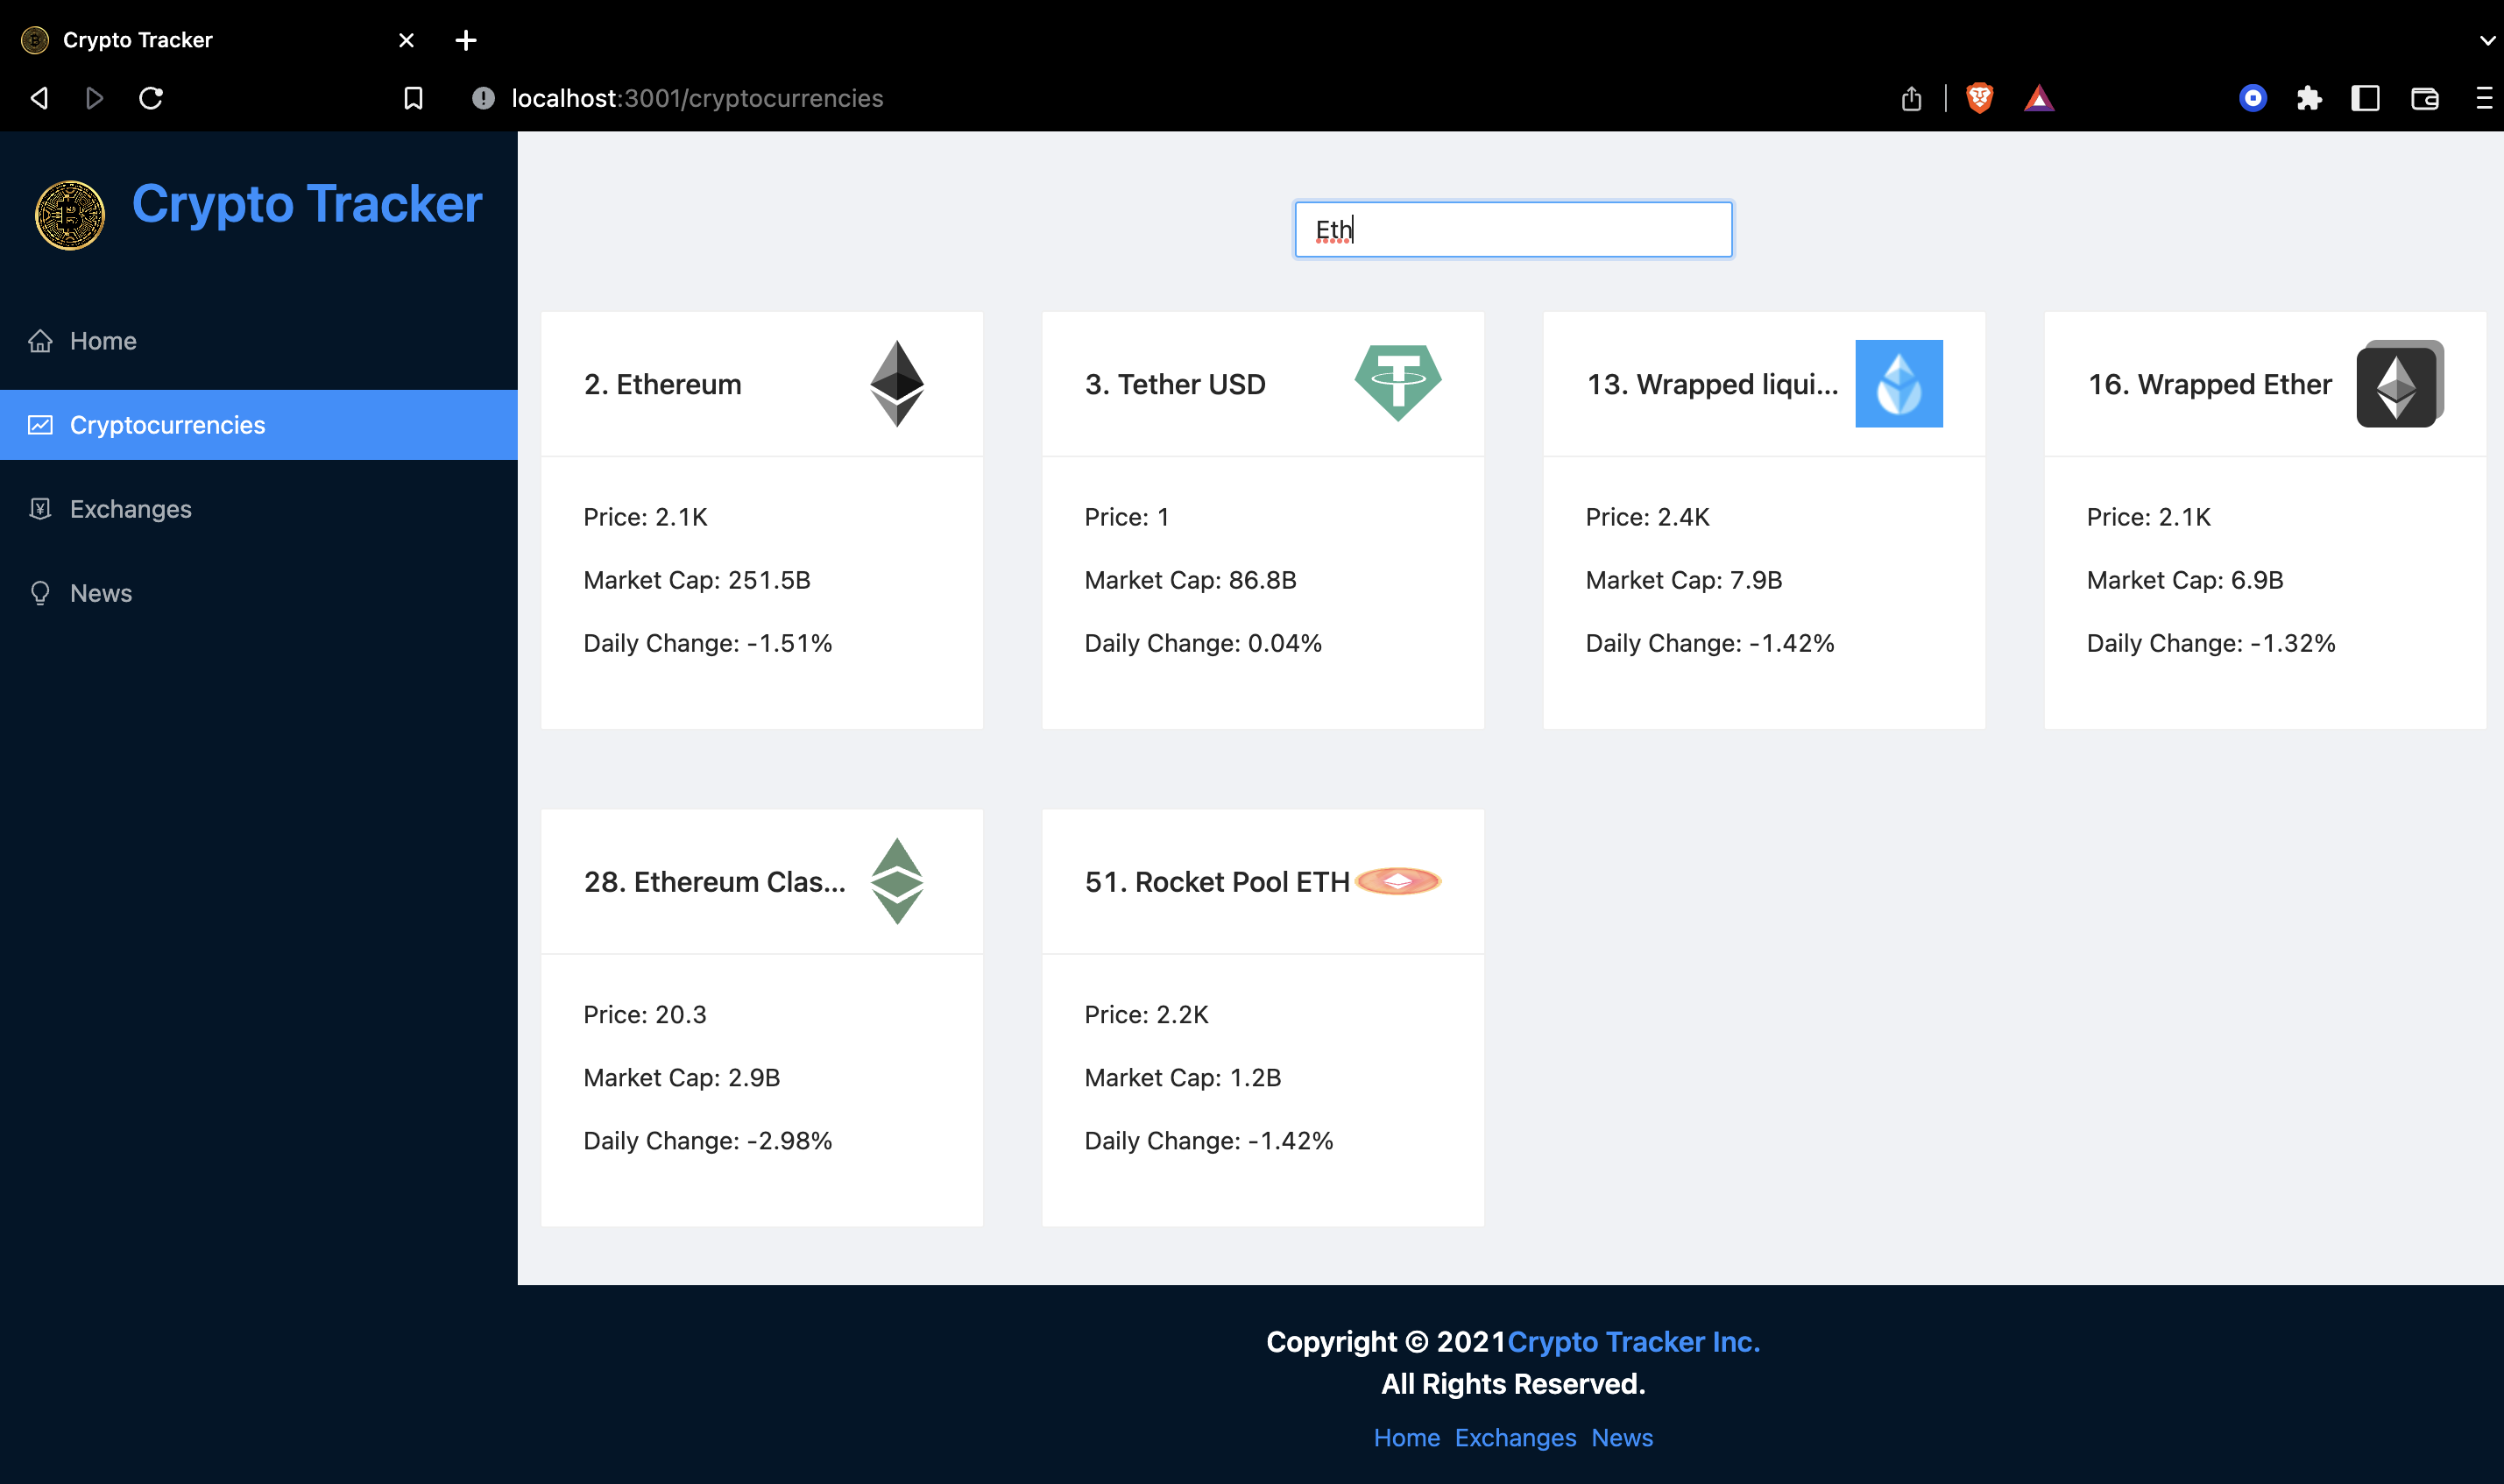 Crypto Tracker
localhost:3001/cryptocurrencies
Crypto Tracker
Home
Cryptocurrencies
Exchanges
News
Eth
2. Ethereum
Price: 2.1K
Market Cap: 251.5B
Daily Change: -1.51%
3. Tether USD
Price: 1
Market Cap: 86.8B
Daily Change: 0.04%
13. Wrapped liqui...
Price: 2.4K
Market Cap: 7.9B
Daily Change: -1.42%
16. Wrapped Ether
Price: 2.1K
Market Cap: 6.9B
Daily Change: -1.32%
28. Ethereum Clas...
Price: 20.3
Market Cap: 2.9B
Daily Change: -2.98%
51. Rocket Pool ETH
Price: 2.2K
Market Cap: 1.2B
Daily Change: -1.42%
Copyright © 2021Crypto Tracker Inc.
All Rights Reserved.
Home Exchanges News